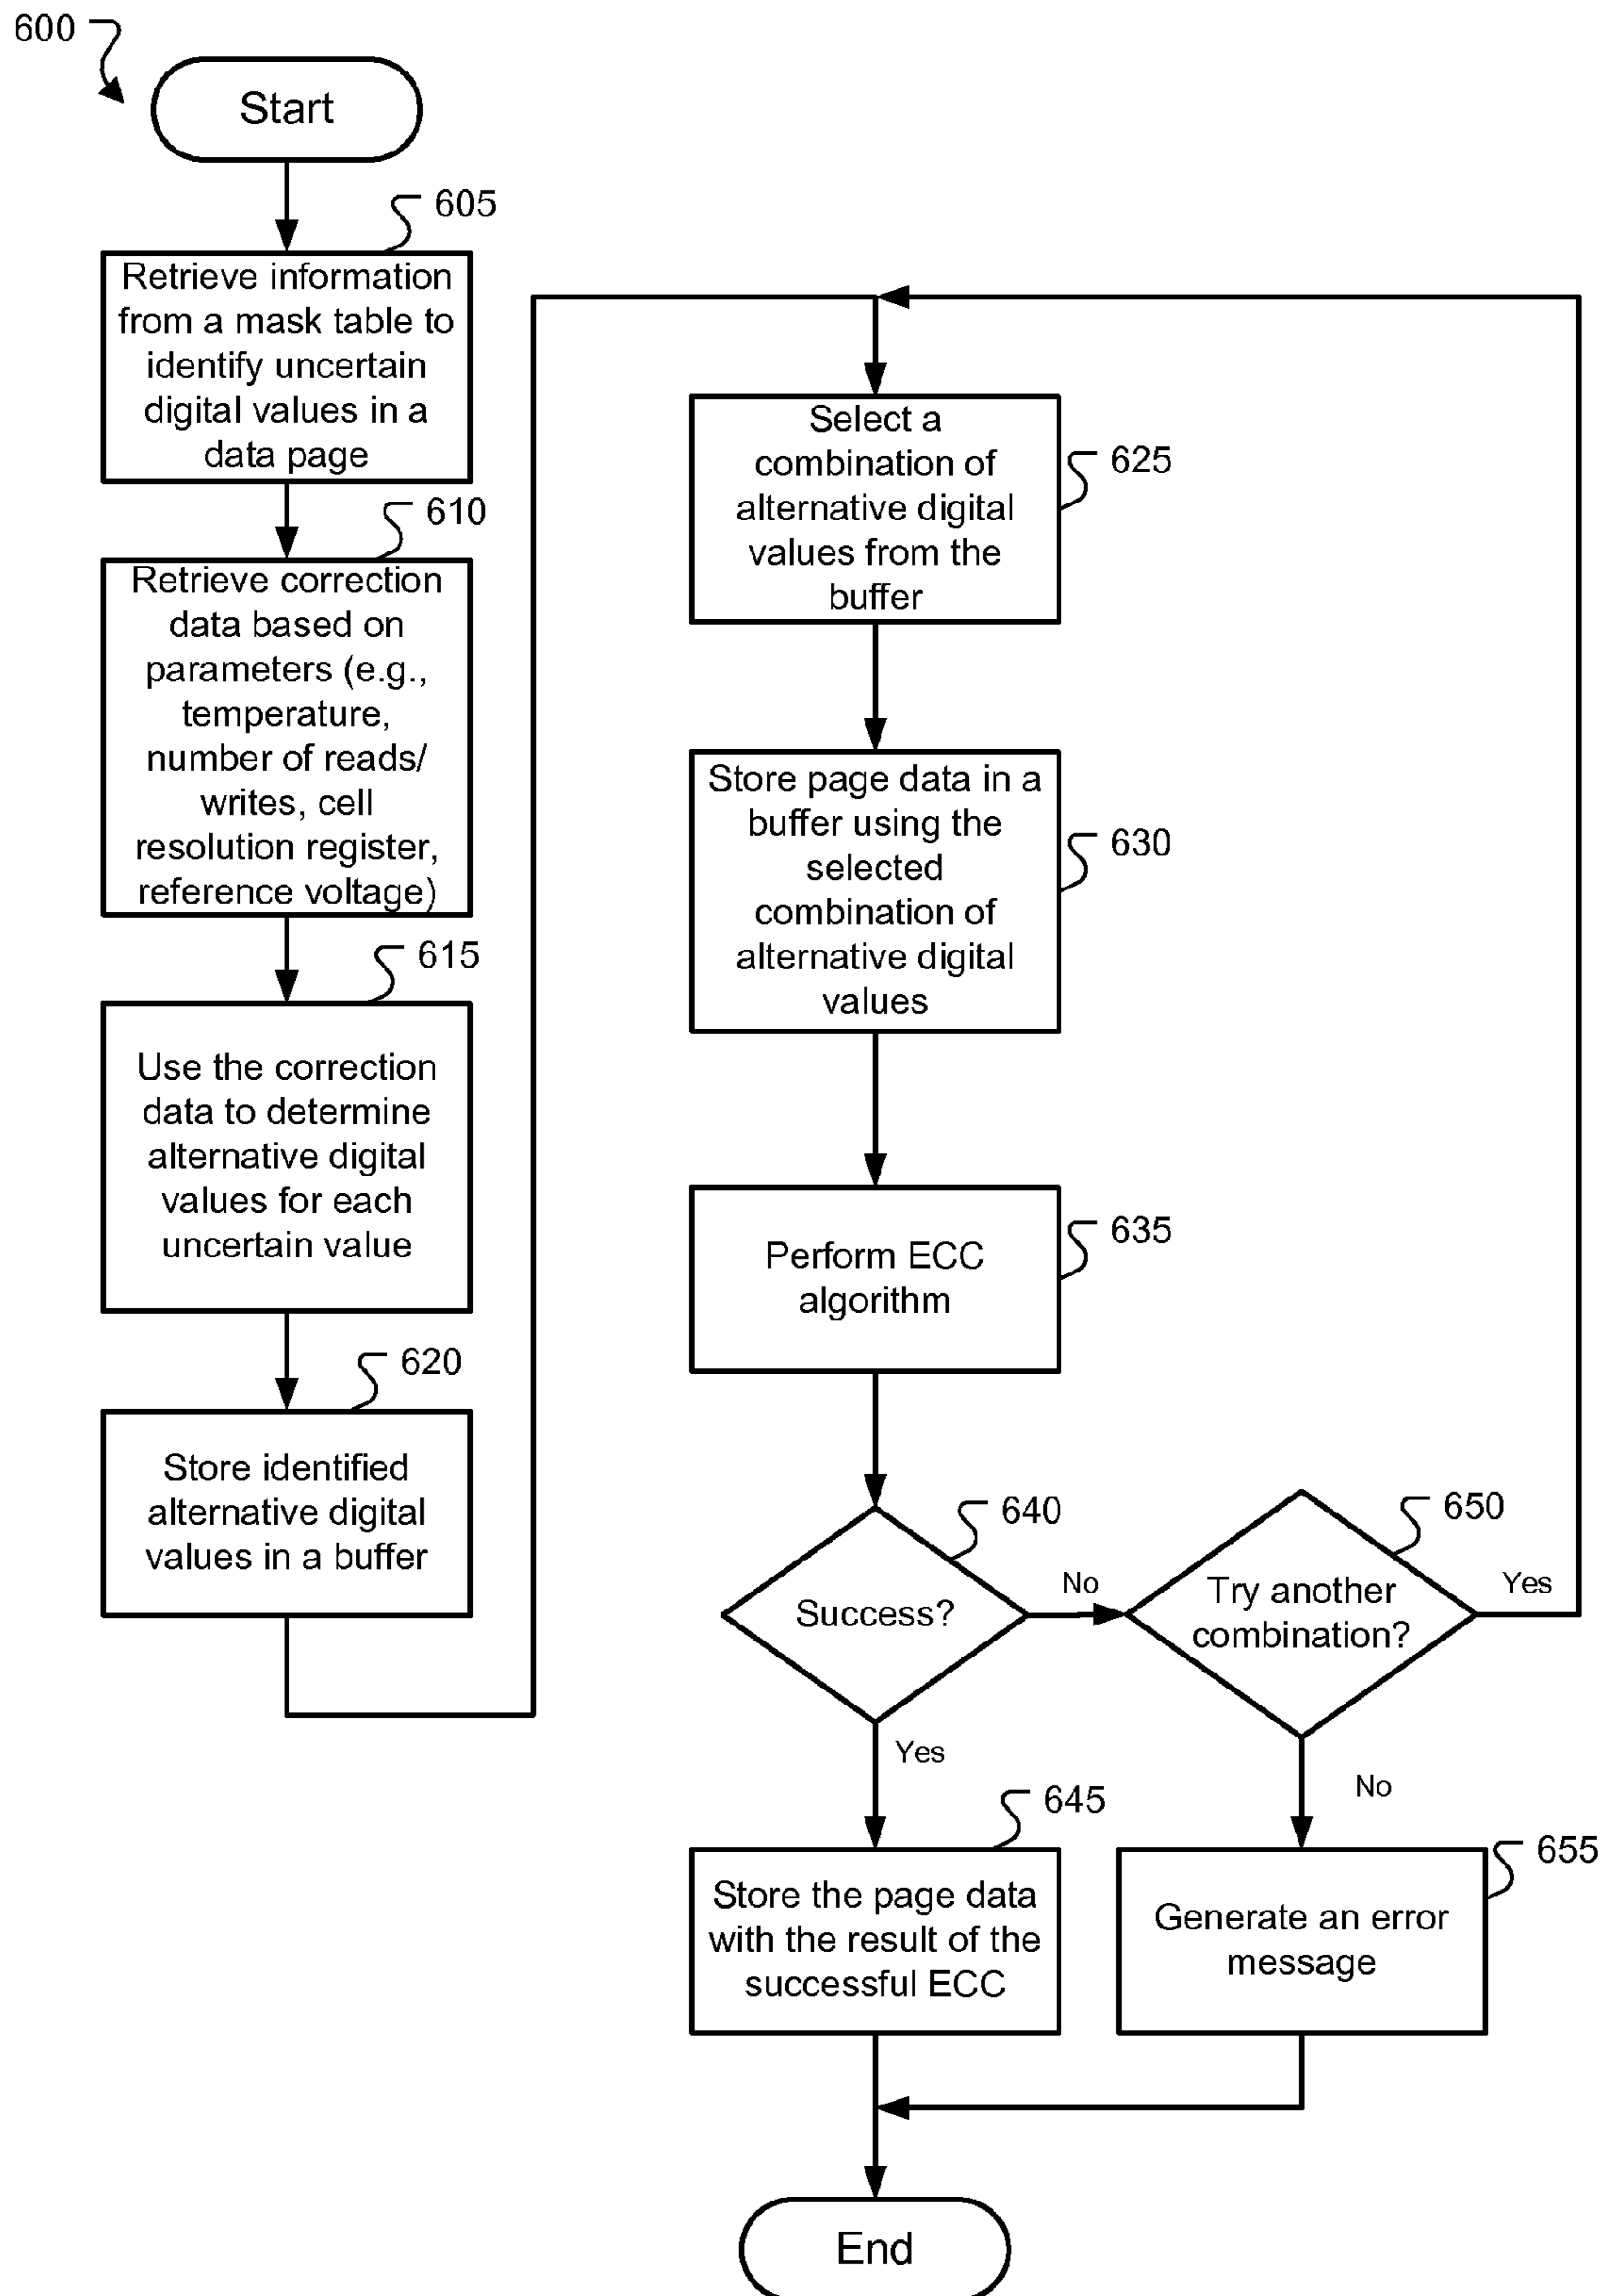 600
Start
605
Retrieve information
from a mask table to
identify uncertain
digital values in a
data page
610
Retrieve correction
data based on
parameters (e.g.,
temperature,
number of reads/
writes, cell
resolution register,
reference voltage)
615
Use the correction
data to determine
alternative digital
values for each
uncertain value
620
Store identified
alternative digital
values in a buffer
Select a
combination of
alternative digital
values from the
buffer
625
Store page data in a
buffer using the
selected
combination of
alternative digital
values
630
Perform ECC
algorithm
635
640
Success?
No
Yes
650
Try another
combination?
Yes
No
645
Store the page data
with the result of the
successful ECC
655
Generate an error
message
End